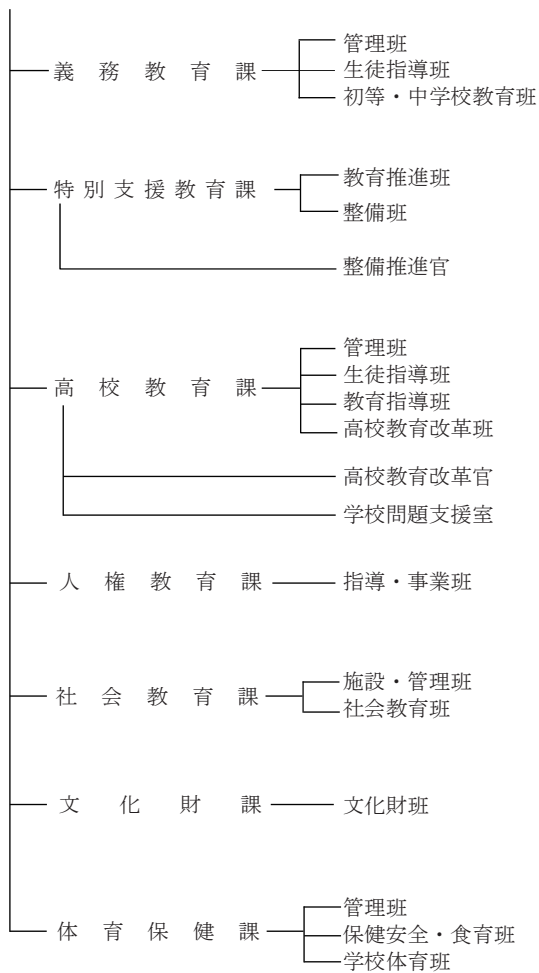 義務教育課
管理班
生徒指導班
初等・中学校教育班
特別支援教育課
教育推進班
整備班
整備推進官
高校教育課
管理班
生徒指導班
教育指導班
高校教育改革班
高校教育改革官
学校問題支援室
人権教育課
指導・事業班
社会教育課
施設・管理班
社会教育班
文化財課
文化財班
体育保健課
管理班
保健安全・食育班
学校体育班